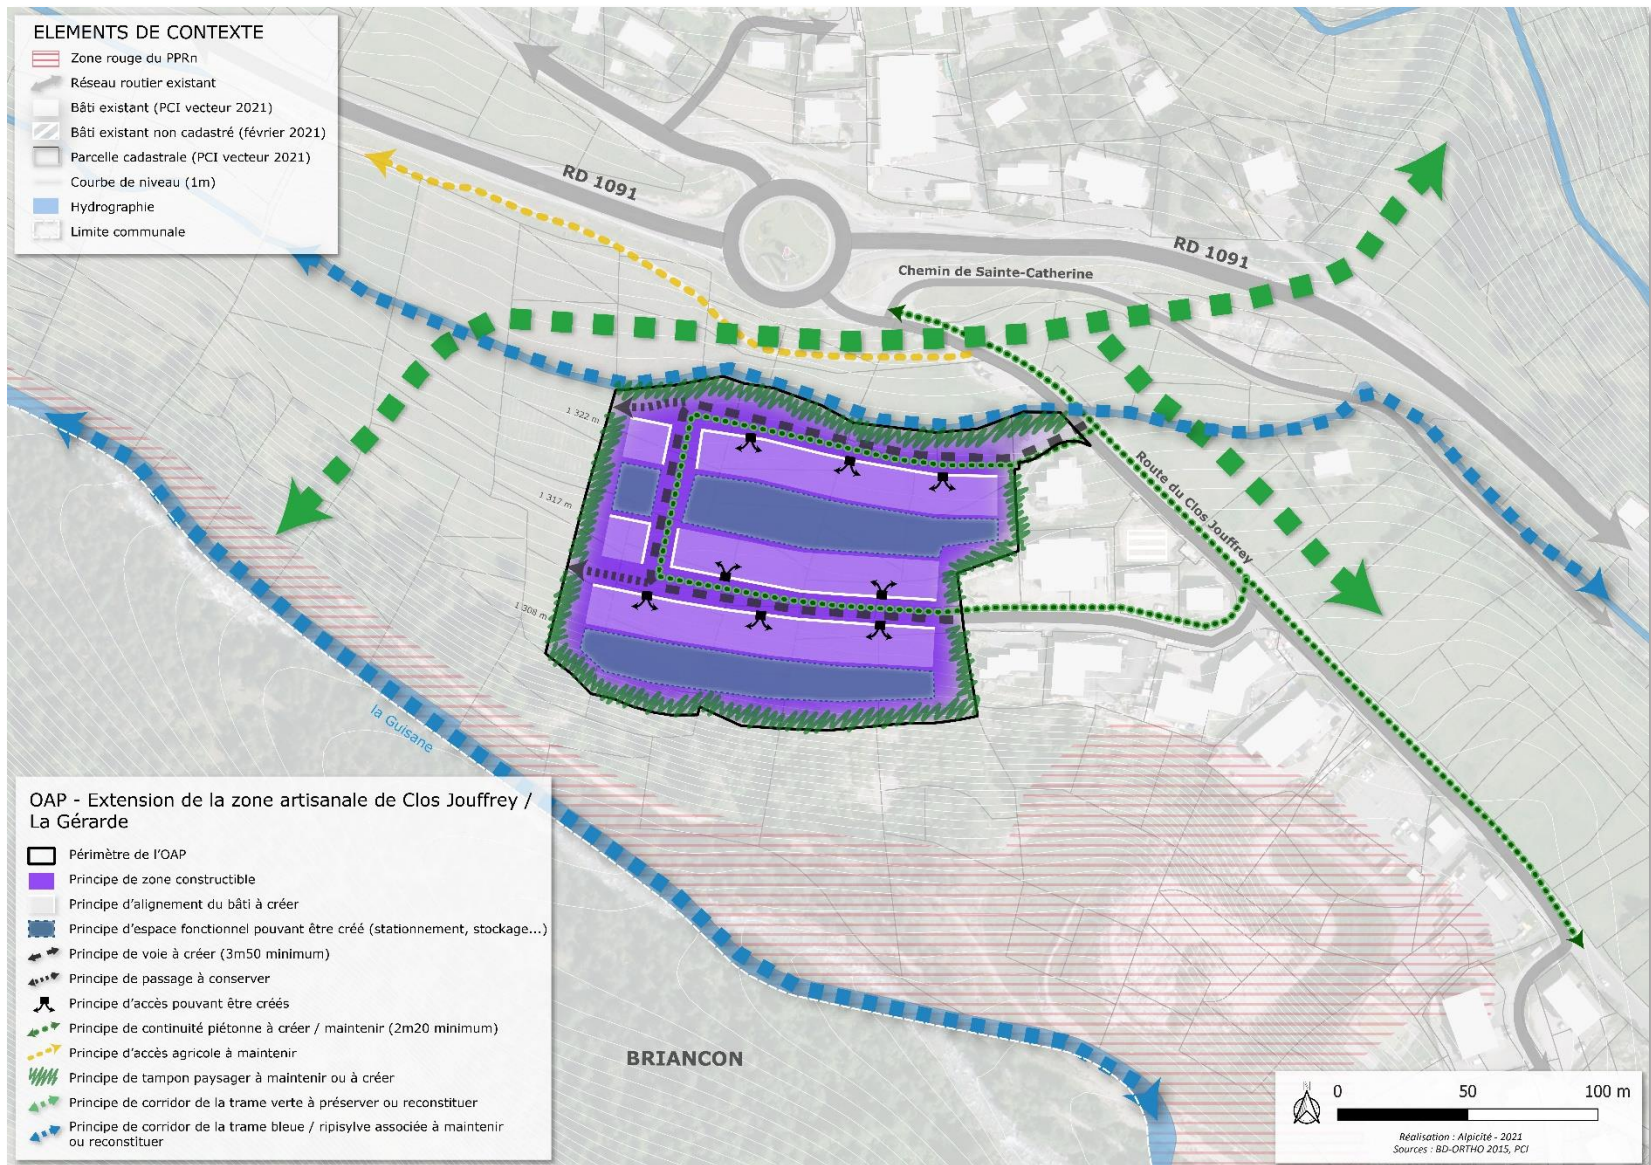 ELEMENTS DE CONTEXTE
Zone rouge du PPRn
Réseau routier existant
Bâti existant (PCI vecteur 2021)
Bâti existant non cadastré (février 2021)
Parcelle cadastrale (PCI vecteur 2021)
Courbe de niveau (1m)
Hydrographie
Limite communale
RD 1091
RD 1091
Chemin de Sainte-Catherine
Route du Clos Jouffrey
1 322 m
1 317 m
1 308 m
la Guisane
BRIANCON
OAP - Extension de la zone artisanale de Clos Jouffrey /
La Gérarde
Périmètre de l'OAP
Principe de zone constructible
Principe d'alignement du bâti à créer
Principe d'espace fonctionnel pouvant être créé (stationnement, stockage...)
Principe de voie à créer (3m50 minimum)
Principe de passage à conserver
Principe d'accès pouvant être créés
Principe de continuité piétonne à créer / maintenir (2m20 minimum)
Principe d'accès agricole à maintenir
Principe de tampon paysager à maintenir ou à créer
Principe de corridor de la trame verte à préserver ou reconstituer
Principe de corridor de la trame bleue / ripisylve associée à maintenir
ou reconstituer
N
0 50 100 m
Réalisation : Alpicité - 2021
Sources : BD-ORTHO 2015, PCI